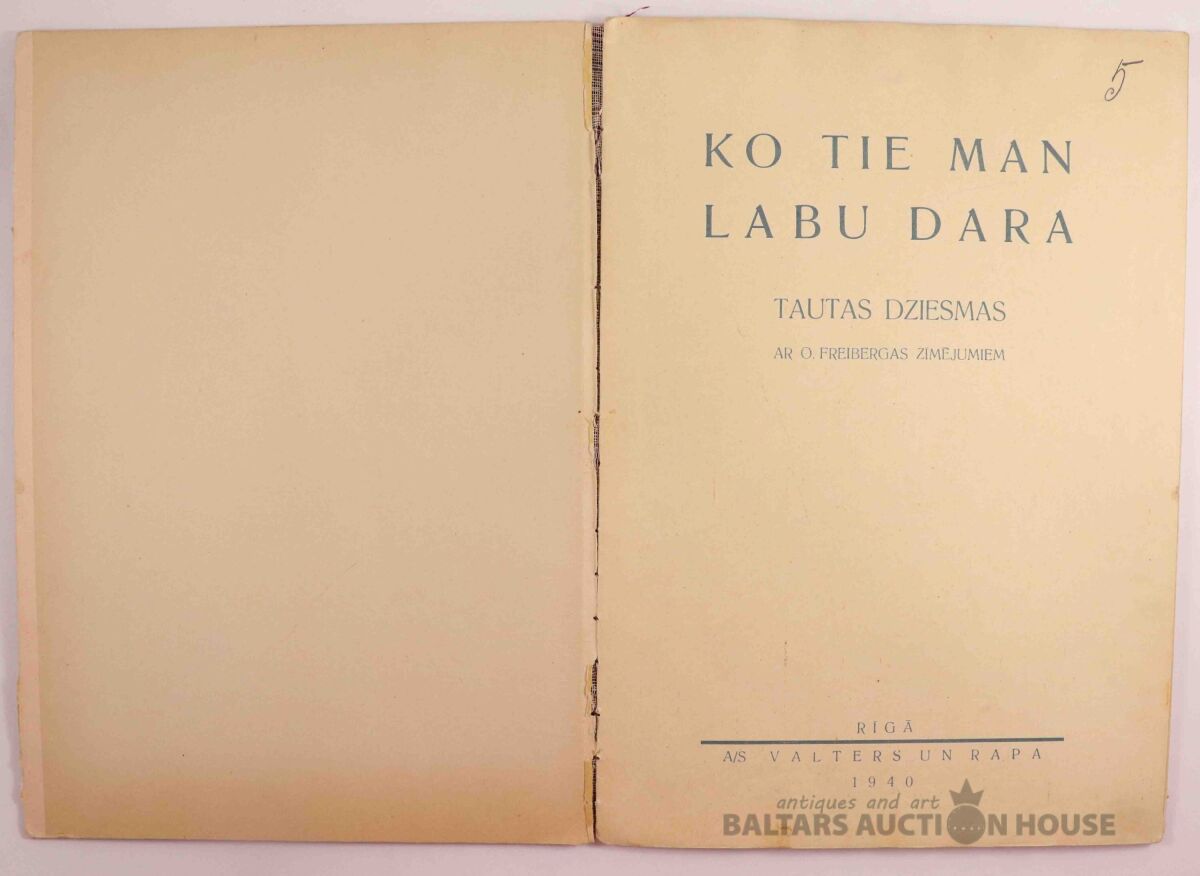 5
KO TIE MAN
LABU DARA
TAUTAS DZIESMAS
AR O. FREIBERGAS ZĪMĒJUMIEM
RĪGĀ
A/S VALTERS UN RAPA
1940
antiques and art
BALTARS AUCTION HOUSE